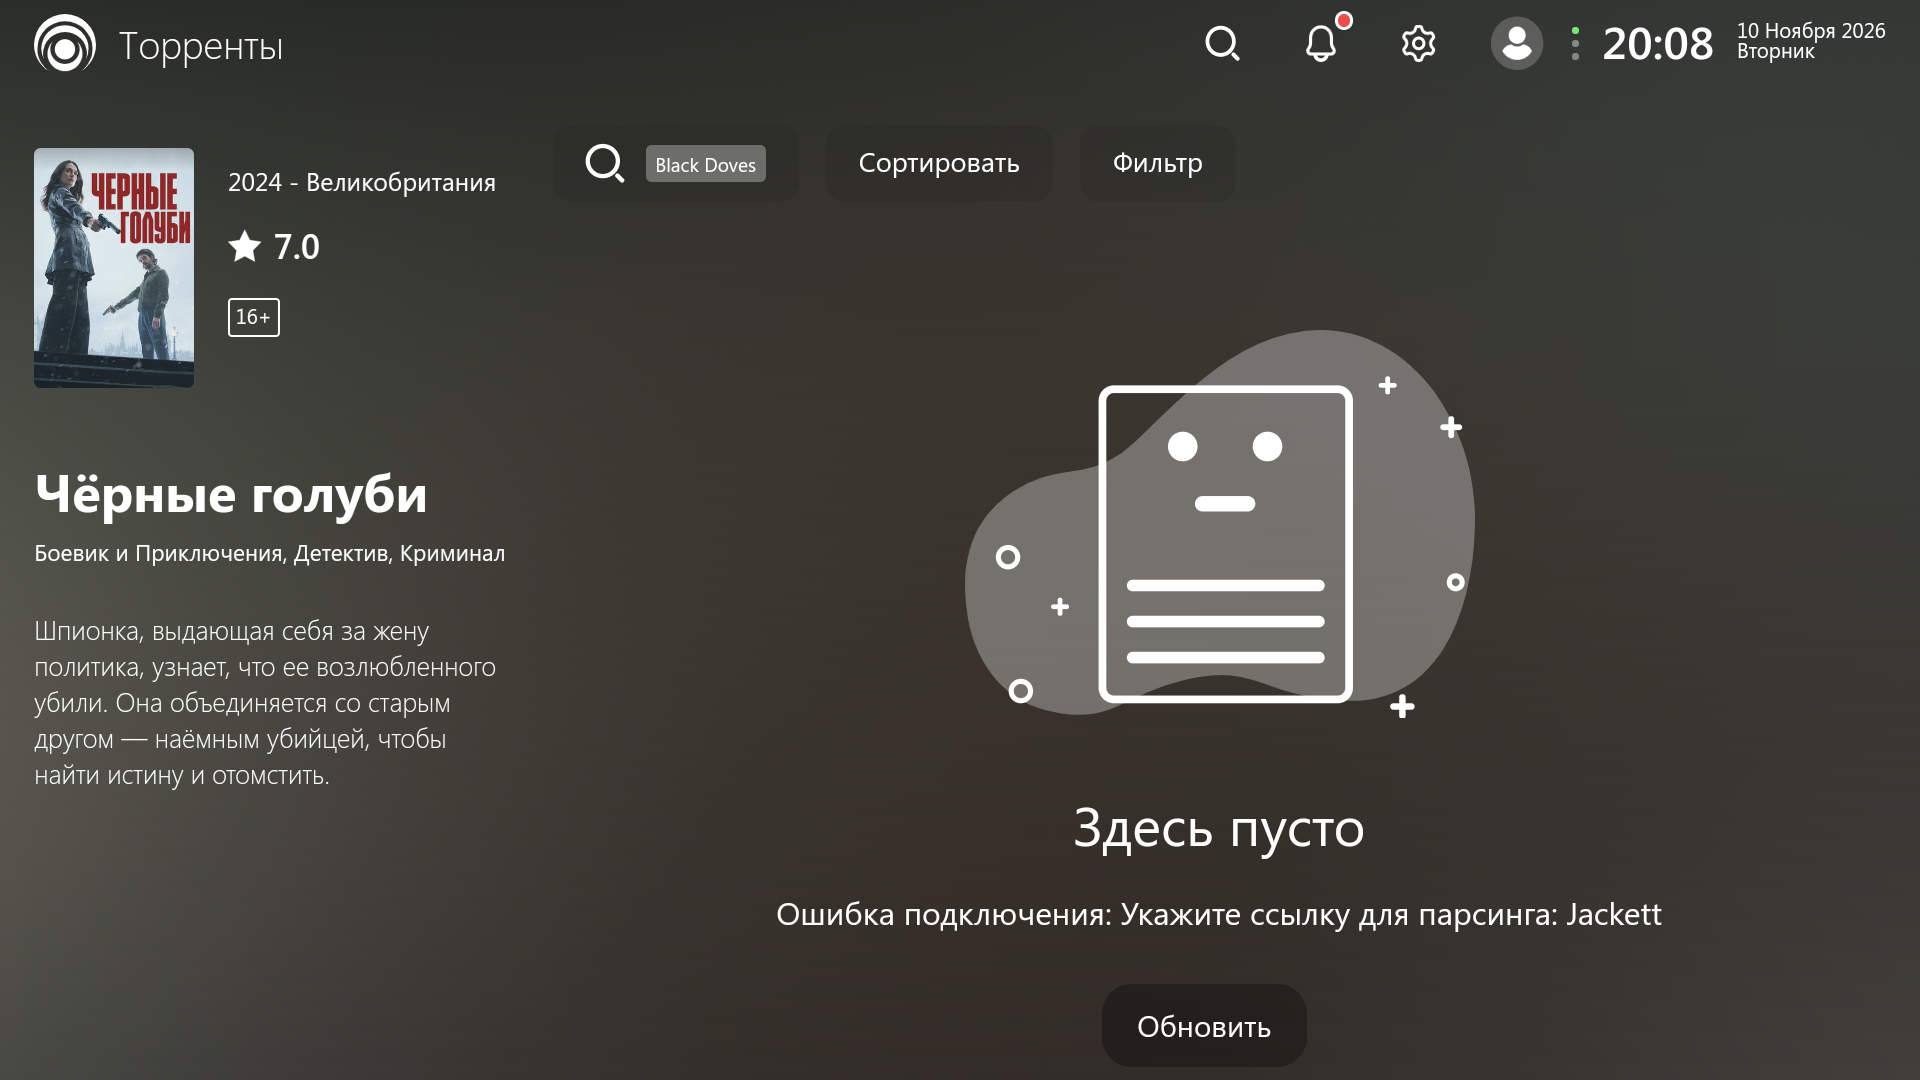 Торренты
20:08
10 Ноября 2026
Вторник
ЧЕРНЫЕ
ГОЛУБИ
2024 - Великобритания
7.0
16+
Black Doves
Сортировать
Фильтр
Чёрные голуби
Боевик и Приключения, Детектив, Криминал
Шпионка, выдающая себя за жену
политика, узнает, что ее возлюбленного
убили. Она объединяется со старым
другом — наёмным убийцей, чтобы
найти истину и отомстить.
Здесь пусто
Ошибка подключения: Укажите ссылку для парсинга: Jackett
Обновить